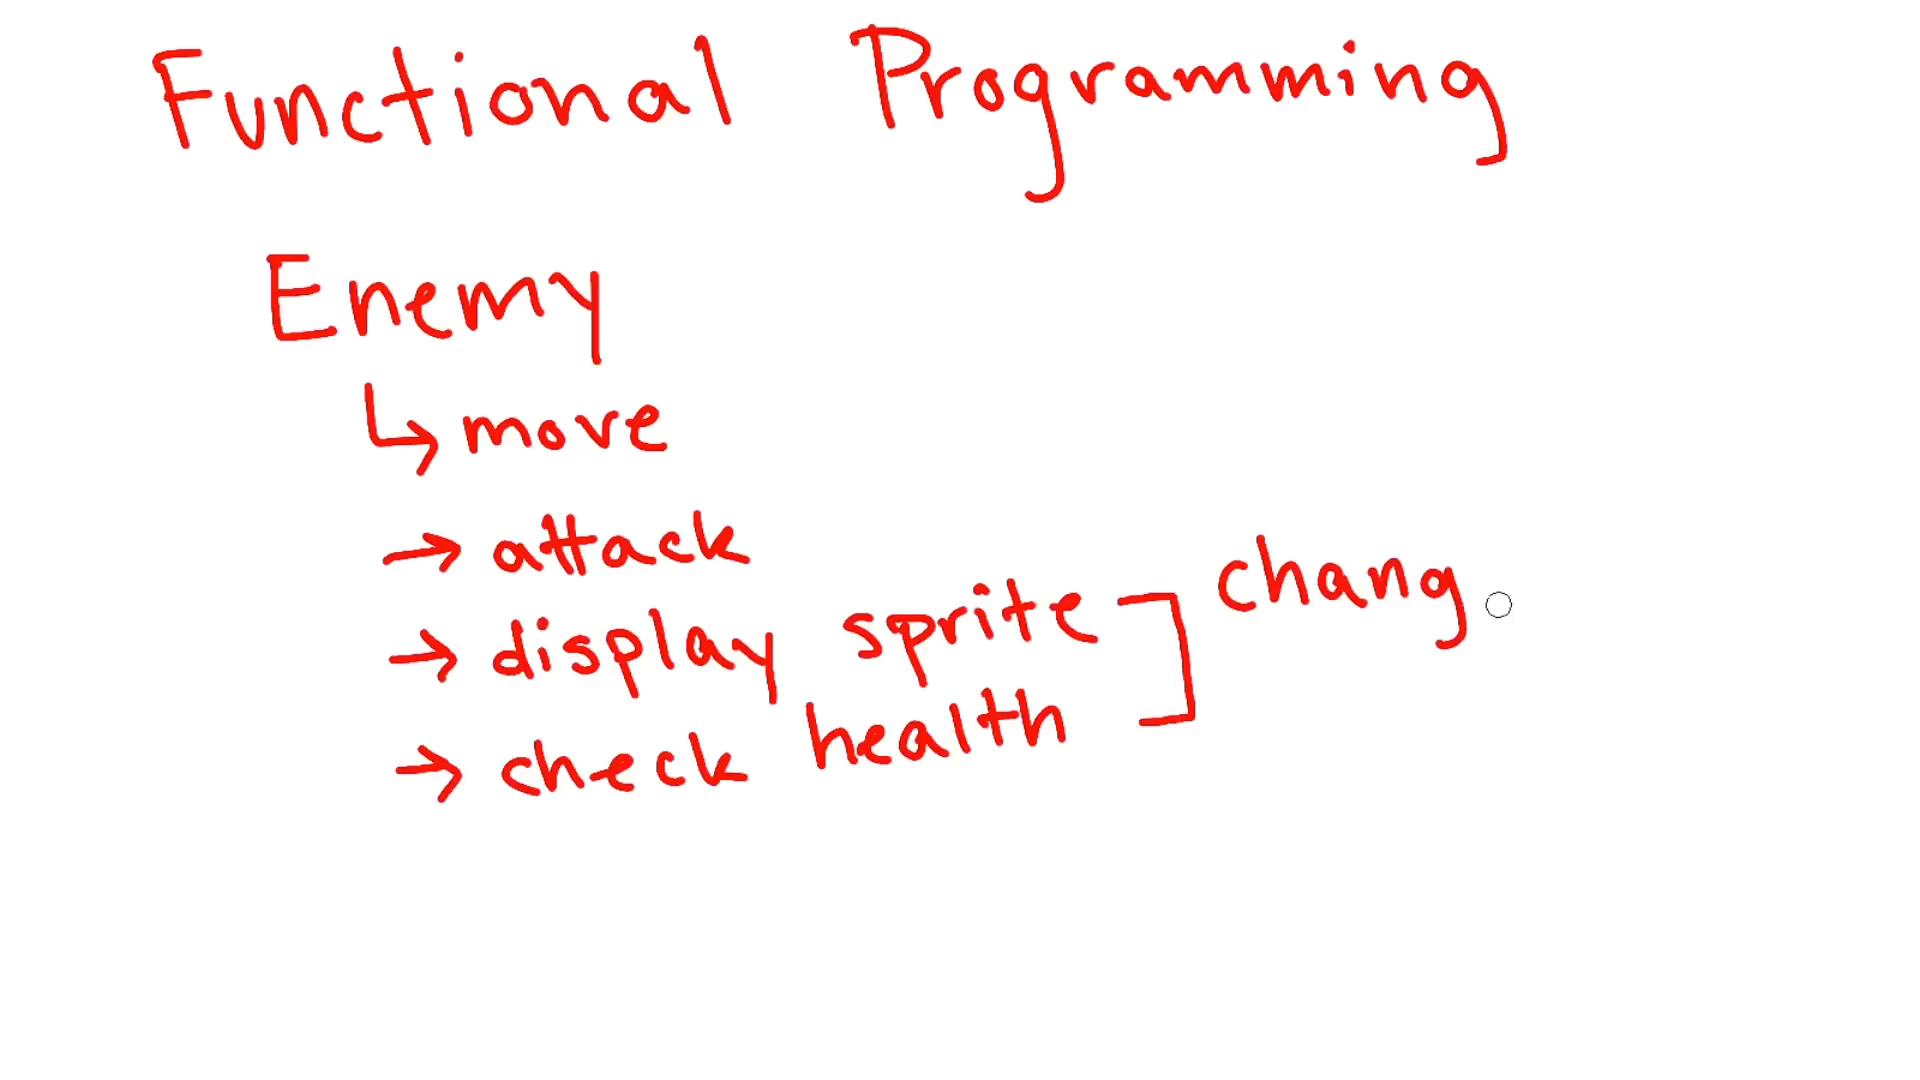 Functional Programming
Enemy
↳ move
→ attack
→ display sprite
→ check health
chang